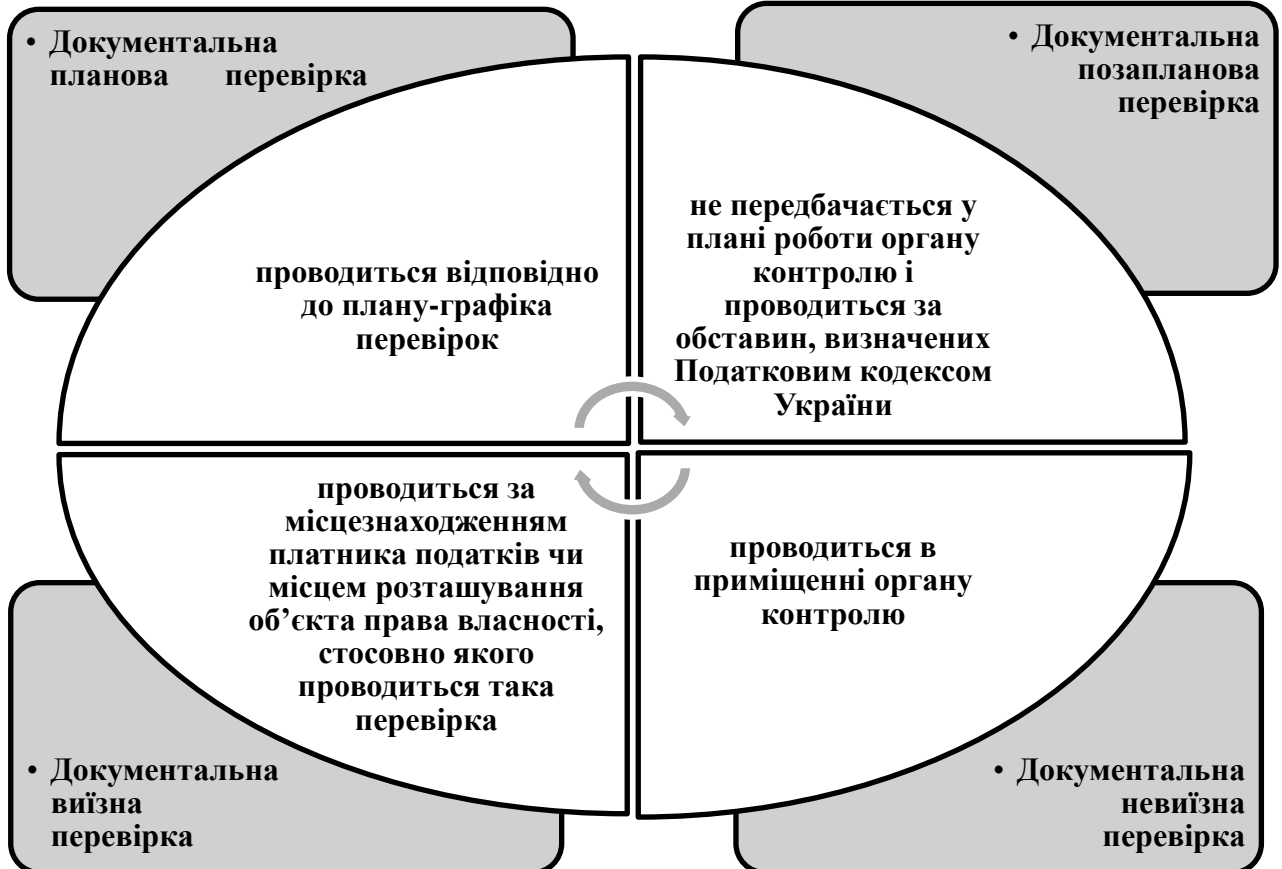 • Документальна
планова перевірка
проводиться відповідно
до плану-графіка
перевірок
• Документальна
позапланова
перевірка
не передбачається у
плані роботи органу
контролю і
проводиться за
обставин, визначених
Податковим кодексом
України
проводиться за
місцезнаходженням
платника податків чи
місцем розташування
об’єкта права власності,
стосовно якого
проводиться така
перевірка
• Документальна
виїзна
перевірка
проводиться в
приміщенні органу
контролю
• Документальна
невиїзна
перевірка